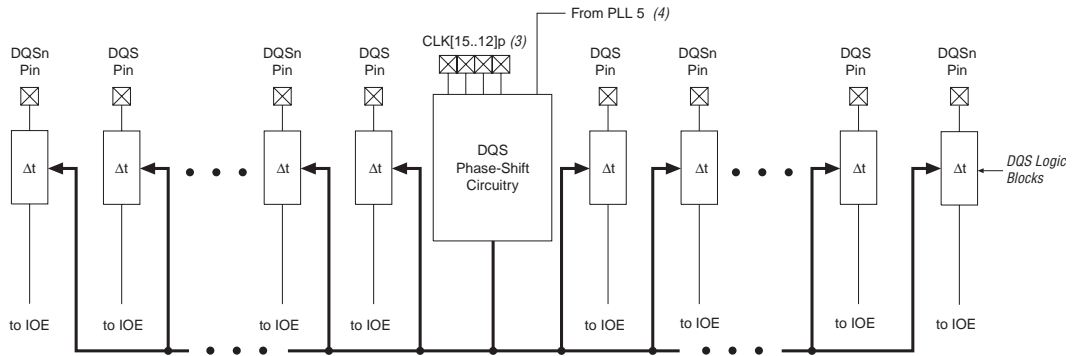 From PLL 5 (4)
CLK[15..12]p (3)
DQSn
Pin
DQS
Pin
DQSn
Pin
DQS
Pin
DQS
Pin
DQSn
Pin
DQS
Pin
DQSn
Pin
Δt
Δt
Δt
Δt
DQS
Phase-Shift
Circuitry
Δt
Δt
Δt
Δt
DQS Logic
Blocks
to IOE
to IOE
to IOE
to IOE
to IOE
to IOE
to IOE
to IOE